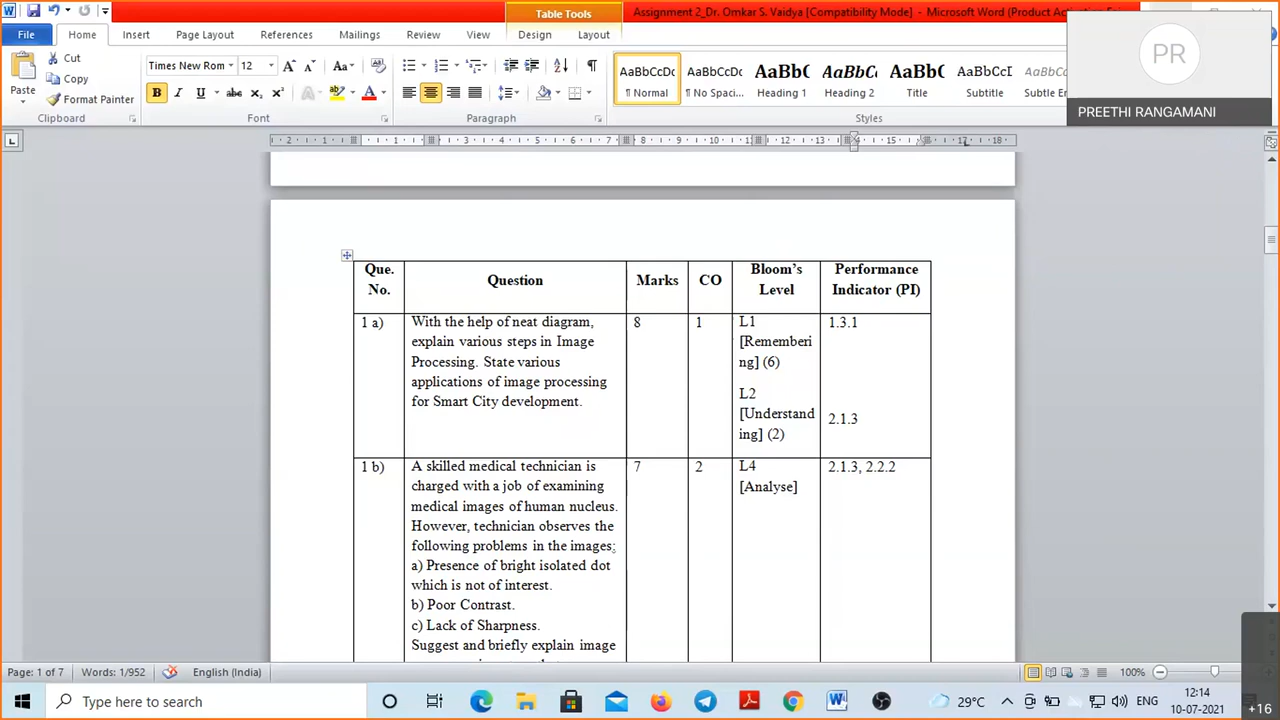 Table Tools
Assignment 2_Dr. Omkar S. Vaidya [Compatibility Mode] - Microsoft Word (Product Activation
File Home Insert Page Layout References Mailings Review View Design Layout
Paste
Cut
Copy
Format Painter
Clipboard
Times New Rom 12
Font
Paragraph
AaBbCcDc
¶ Normal
AaBbCcDc
¶ No Spaci...
AaBbC
Heading 1
AaBbCc
Heading 2
AaBbC
Title
AaBbCcD
Subtitle
AaBbCcD
Subtle E
Styles
PR
PREETHI RANGAMANI
Que. No. Question Marks CO Bloom's Level Performance Indicator (PI)
1 a)
With the help of neat diagram,
explain various steps in Image
Processing. State various
applications of image processing
for Smart City development.
8
1
L1
[Rememberi
ng] (6)
L2
[Understand
ing] (2)
1.3.1
2.1.3
1 b)
A skilled medical technician is
charged with a job of examining
medical images of human nucleus.
However, technician observes the
following problems in the images;
a) Presence of bright isolated dot
which is not of interest.
b) Poor Contrast.
c) Lack of Sharpness.
Suggest and briefly explain image
7
2
L4
[Analyse]
2.1.3, 2.2.2
Page: 1 of 7 Words: 1/952 English (India) 100%
Type here to search
29°C ENG
12:14
10-07-2021
+16